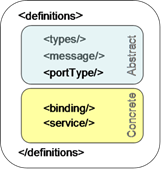 <definitions>
<types/>
<message/>
<portType/>
Abstract
<binding/>
<service/>
Concrete
</definitions>